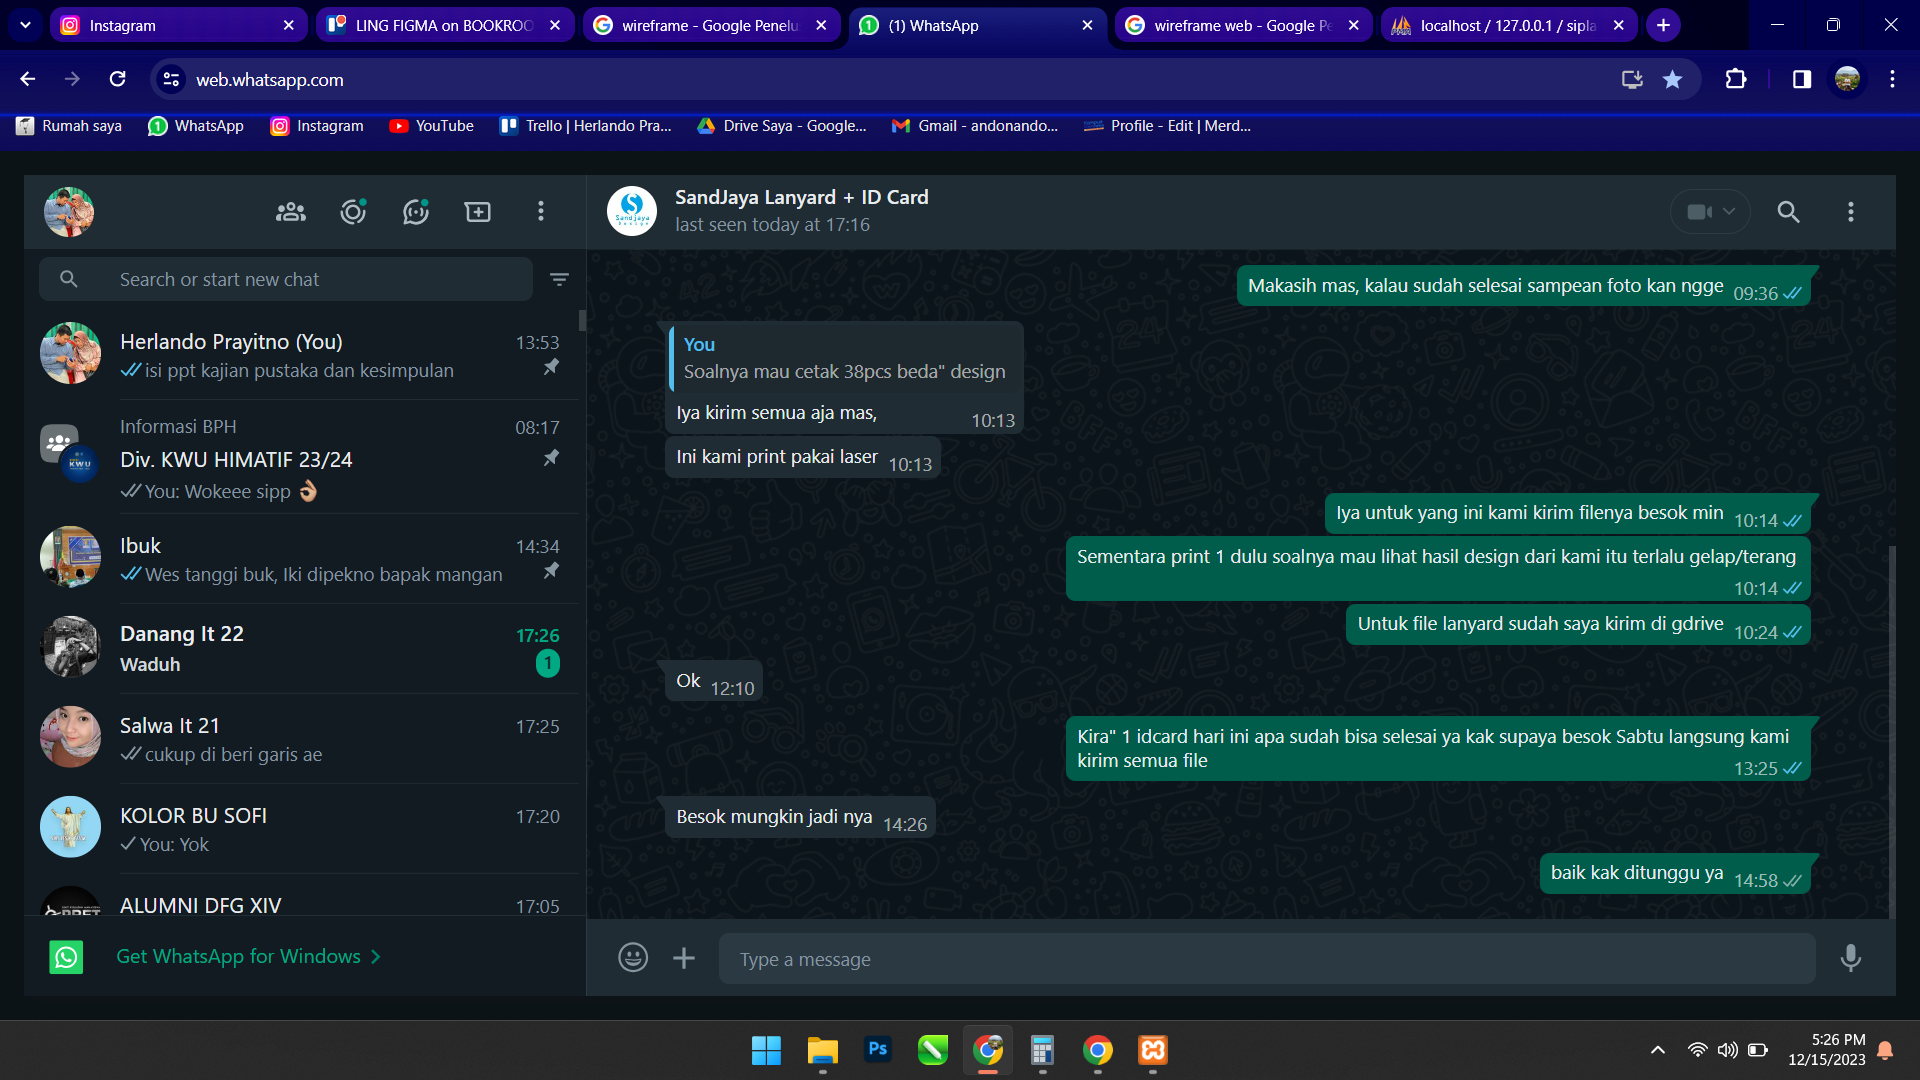 Instagram
LING FIGMA on BOOKROO
wireframe - Google Penelu
(1) WhatsApp
wireframe web - Google Pe
localhost / 127.0.0.1 / sipla
web.whatsapp.com
Rumah saya
WhatsApp
Instagram
YouTube
Trello | Herlando Pra...
Drive Saya - Google...
Gmail - andonando...
Profile - Edit | Merd...
Search or start new chat
Herlando Prayitno (You)
13:53
isi ppt kajian pustaka dan kesimpulan
Informasi BPH
08:17
KWU
Div. KWU HIMATIF 23/24
You: Wokeee sipp 👌🏼
Ibuk
14:34
Wes tanggi buk, Iki dipekno bapak mangan
Danang It 22
17:26
Waduh
1
Salwa It 21
17:25
cukup di beri garis ae
KOLOR BU SOFI
17:20
You: Yok
ALUMNI DFG XIV
17:05
Get WhatsApp for Windows
Sandjaya
Design
SandJaya Lanyard + ID Card
last seen today at 17:16
Makasih mas, kalau sudah selesai sampean foto kan ngge
09:36
You
Soalnya mau cetak 38pcs beda" design
Iya kirim semua aja mas,
10:13
Ini kami print pakai laser
10:13
Iya untuk yang ini kami kirim filenya besok min
10:14
Sementara print 1 dulu soalnya mau lihat hasil design dari kami itu terlalu gelap/terang
10:14
Untuk file lanyard sudah saya kirim di gdrive
10:24
Ok
12:10
Kira" 1 idcard hari ini apa sudah bisa selesai ya kak supaya besok Sabtu langsung kami
kirim semua file
13:25
Besok mungkin jadi nya
14:26
baik kak ditunggu ya
14:58
Type a message
Ps
5:26 PM
12/15/2023